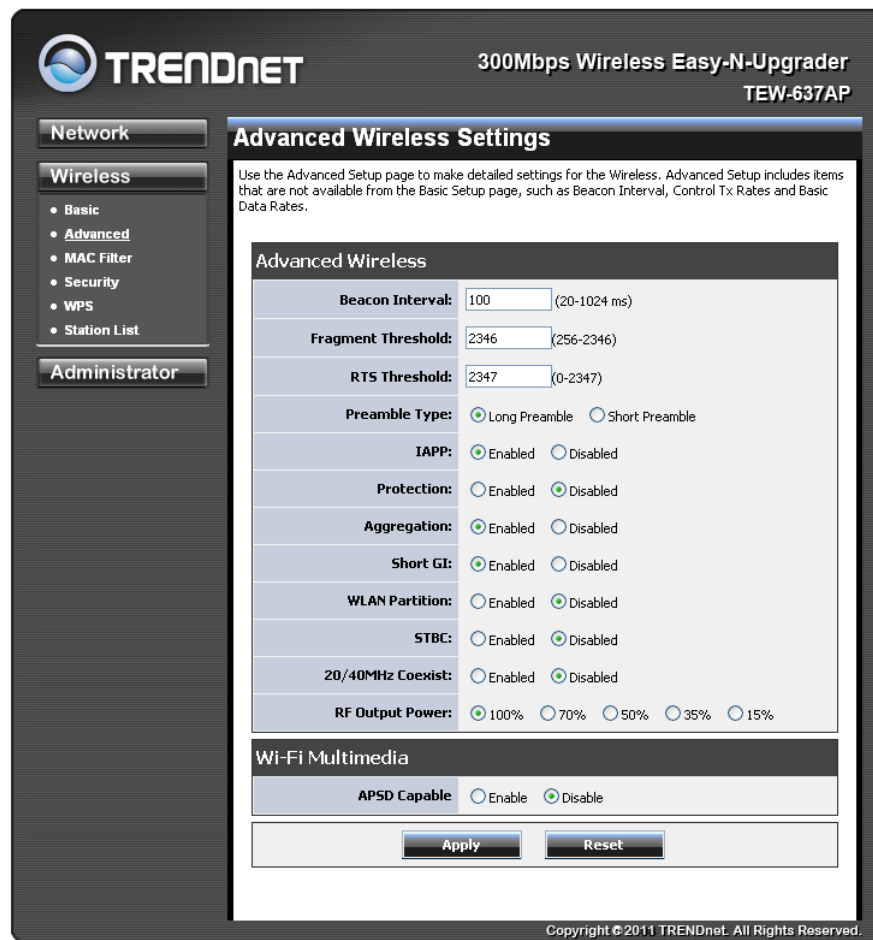 TRENDNET
300Mbps Wireless Easy-N-Upgrader
TEW-637AP
Network
Wireless
• Basic
• Advanced
• MAC Filter
• Security
• WPS
• Station List
Administrator
Advanced Wireless Settings
Use the Advanced Setup page to make detailed settings for the Wireless. Advanced Setup includes items
that are not available from the Basic Setup page, such as Beacon Interval, Control Tx Rates and Basic
Data Rates.
Advanced Wireless
Beacon Interval: 100 (20-1024 ms)
Fragment Threshold: 2346 (256-2346)
RTS Threshold: 2347 (0-2347)
Preamble Type: Long Preamble Short Preamble
IAPP: Enabled Disabled
Protection: Enabled Disabled
Aggregation: Enabled Disabled
Short GI: Enabled Disabled
WLAN Partition: Enabled Disabled
STBC: Enabled Disabled
20/40MHz Coexist: Enabled Disabled
RF Output Power: 100% 70% 50% 35% 15%
Wi-Fi Multimedia
APSD Capable Enable Disable
Apply Reset
Copyright © 2011 TRENDnet. All Rights Reserved.